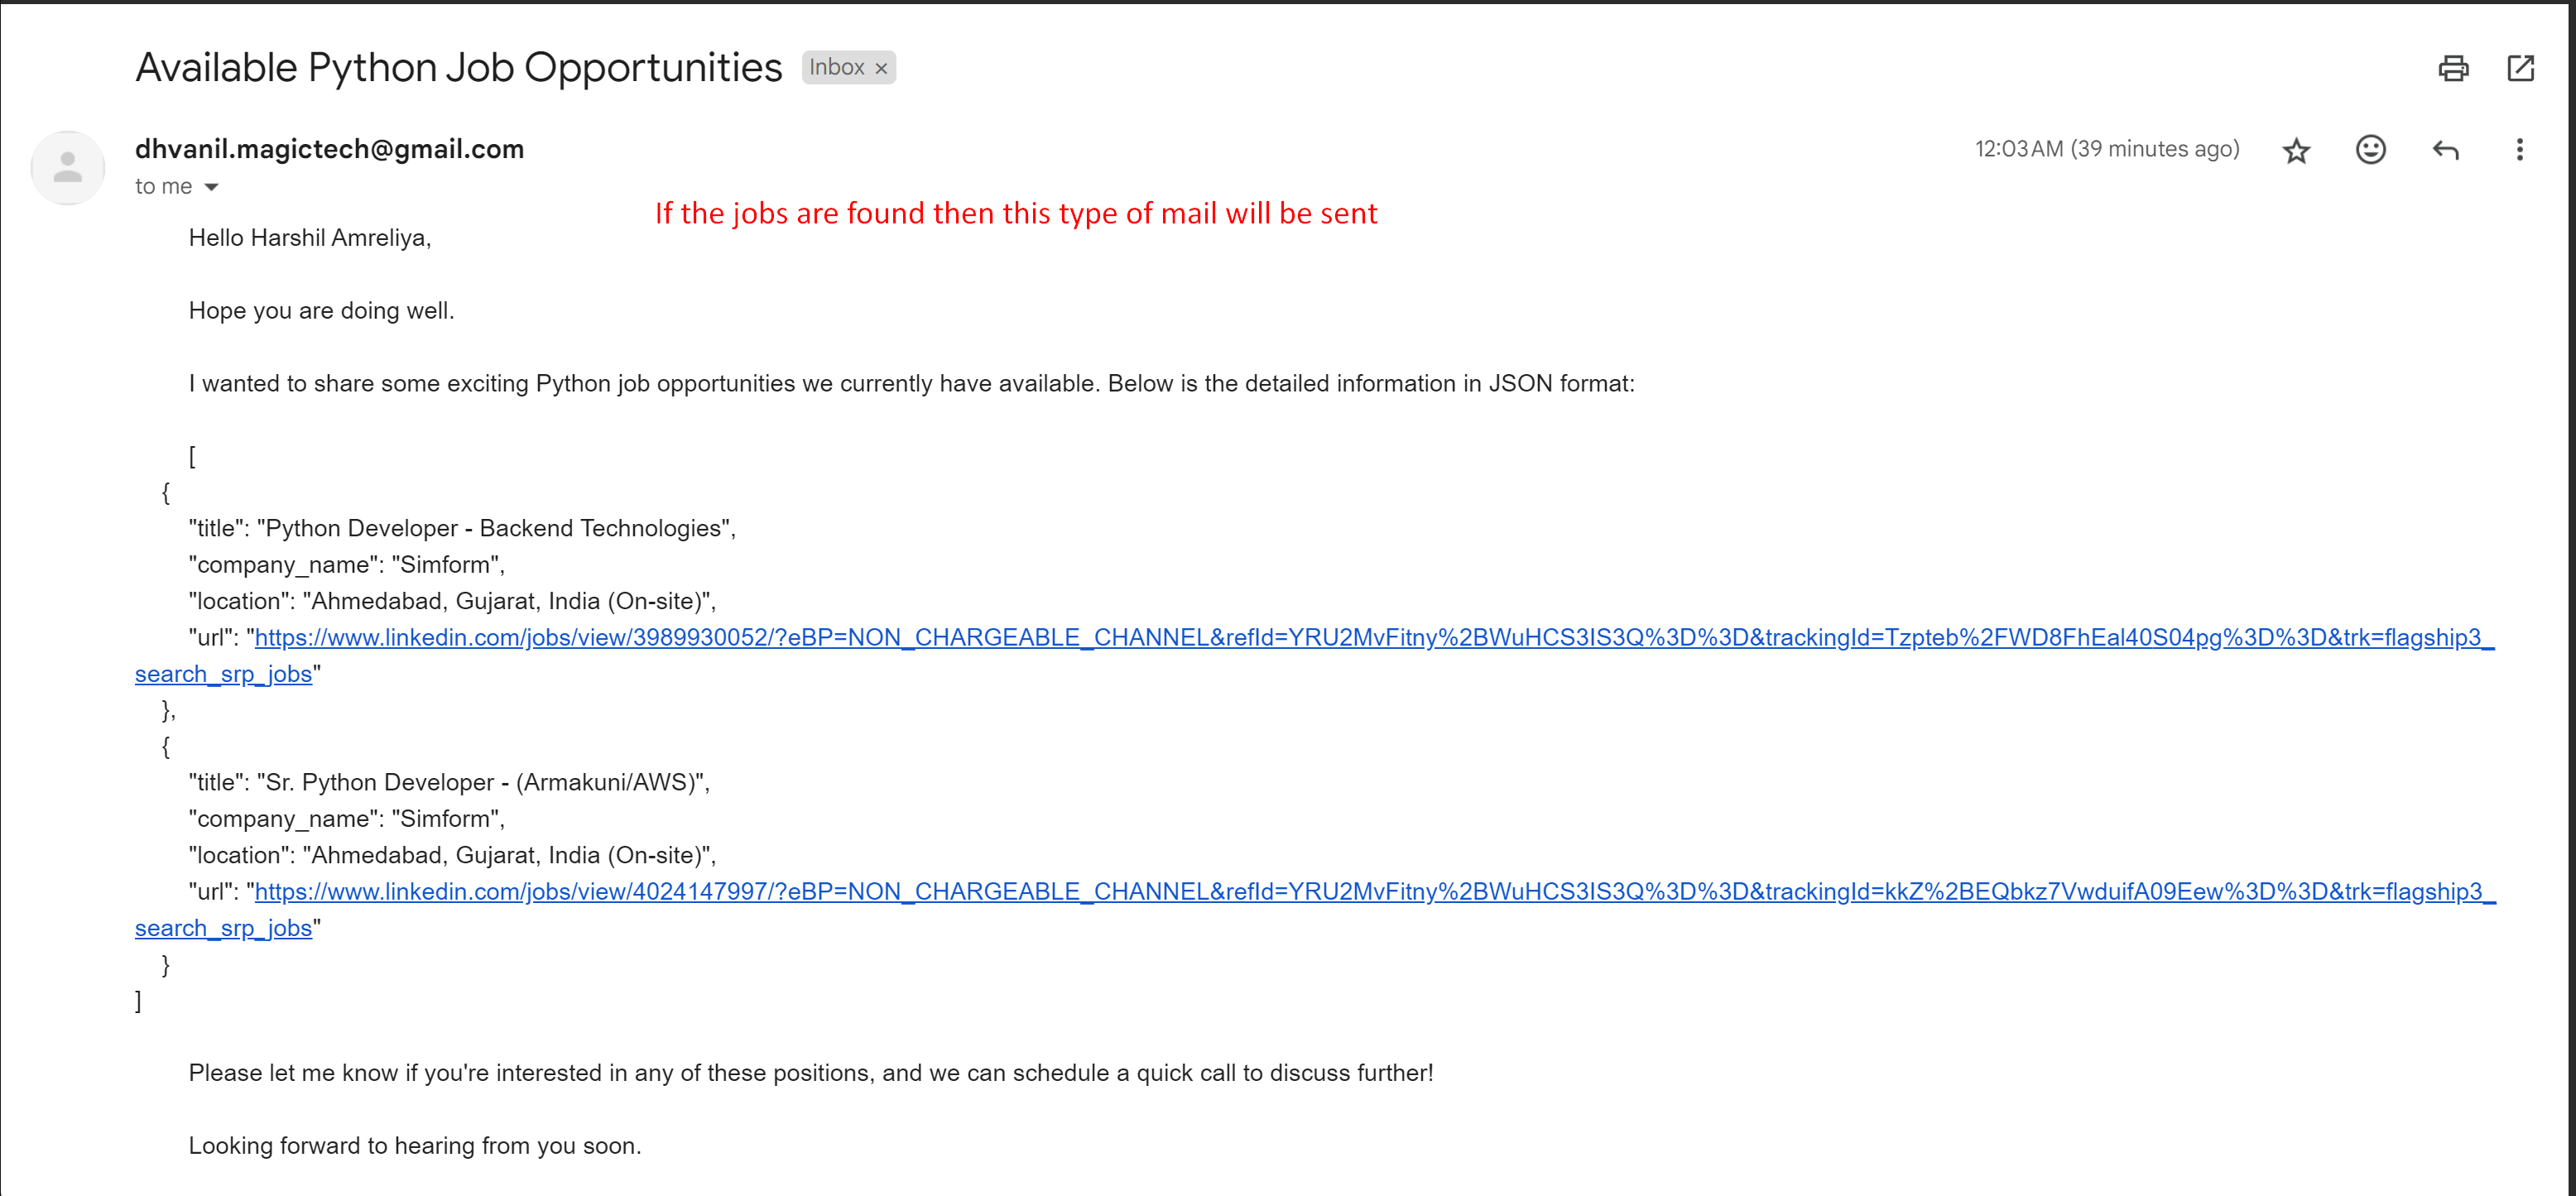 Available Python Job Opportunities Inbox ×
dhvanil.magictech@gmail.com 12:03 AM (39 minutes ago)
to me
If the jobs are found then this type of mail will be sent
Hello Harshil Amreliya,
Hope you are doing well.
I wanted to share some exciting Python job opportunities we currently have available. Below is the detailed information in JSON format:
[
{
"title": "Python Developer - Backend Technologies",
"company_name": "Simform",
"location": "Ahmedabad, Gujarat, India (On-site)",
"url": "https://www.linkedin.com/jobs/view/3989930052/?eBP=NON_CHARGEABLE_CHANNEL&refId=YRU2MvFitny%2BWuHCS3IS3Q%3D%3D&trackingId=Tzpteb%2FWD8FhEal40S04pg%3D%3D&trk=flagship3_
search_srp_jobs"
},
{
"title": "Sr. Python Developer - (Armakuni/AWS)",
"company_name": "Simform",
"location": "Ahmedabad, Gujarat, India (On-site)",
"url": "https://www.linkedin.com/jobs/view/4024147997/?eBP=NON_CHARGEABLE_CHANNEL&refId=YRU2MvFitny%2BWuHCS3IS3Q%3D%3D&trackingId=kkZ%2BEQbkz7VwduifA09Eew%3D%3D&trk=flagship3_
search_srp_jobs"
}
]
Please let me know if you're interested in any of these positions, and we can schedule a quick call to discuss further!
Looking forward to hearing from you soon.